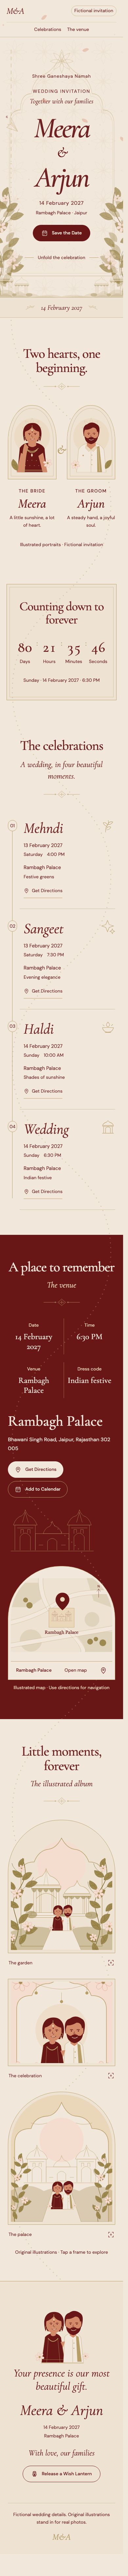 M&A
Fictional Invitation
Celebrations The venue
Shree Ganeshaya Namah
WEDDING INVITATION
Together with our families
Meera
&
Arjun
14 February 2027
Rambagh Palace · Jaipur
Save the Date
Unfold the celebration
14 February 2027
Two hearts, one
beginning.
THE BRIDE
Meera
A little sunshine, a lot
of heart.
&
THE GROOM
Arjun
A steady hand, a joyful
soul.
Illustrated portraits · Fictional invitation
Counting down to
forever
80 21 35 46
Days Hours Minutes Seconds
Sunday · 14 February 2027 · 6:30 PM
The celebrations
A wedding, in four beautiful
moments.
01
Mehndi
13 February 2027
Saturday 4:00 PM
Rambagh Palace
Festive greens
Get Directions
02
Sangeet
13 February 2027
Saturday 7:30 PM
Rambagh Palace
Evening elegance
Get Directions
03
Haldi
14 February 2027
Sunday 10:00 AM
Rambagh Palace
Shades of sunshine
Get Directions
04
Wedding
14 February 2027
Sunday 6:30 PM
Rambagh Palace
Indian festive
Get Directions
A place to remember
The venue
Date
14 February
2027
Time
6:30 PM
Venue
Rambagh
Palace
Dress code
Indian festive
Rambagh Palace
Bhawani Singh Road, Jaipur, Rajasthan 302
005
Get Directions
Add to Calendar
Rambagh Palace
Rambagh Palace Open map
Illustrated map · Use directions for navigation
Little moments,
forever
The illustrated album
The garden
The celebration
The palace
Original illustrations · Tap a frame to explore
Your presence is our most
beautiful gift.
Meera & Arjun
14 February 2027
Rambagh Palace
With love, our families
Release a Wish Lantern
Fictional wedding details. Original illustrations
stand in for real photos.
M&A